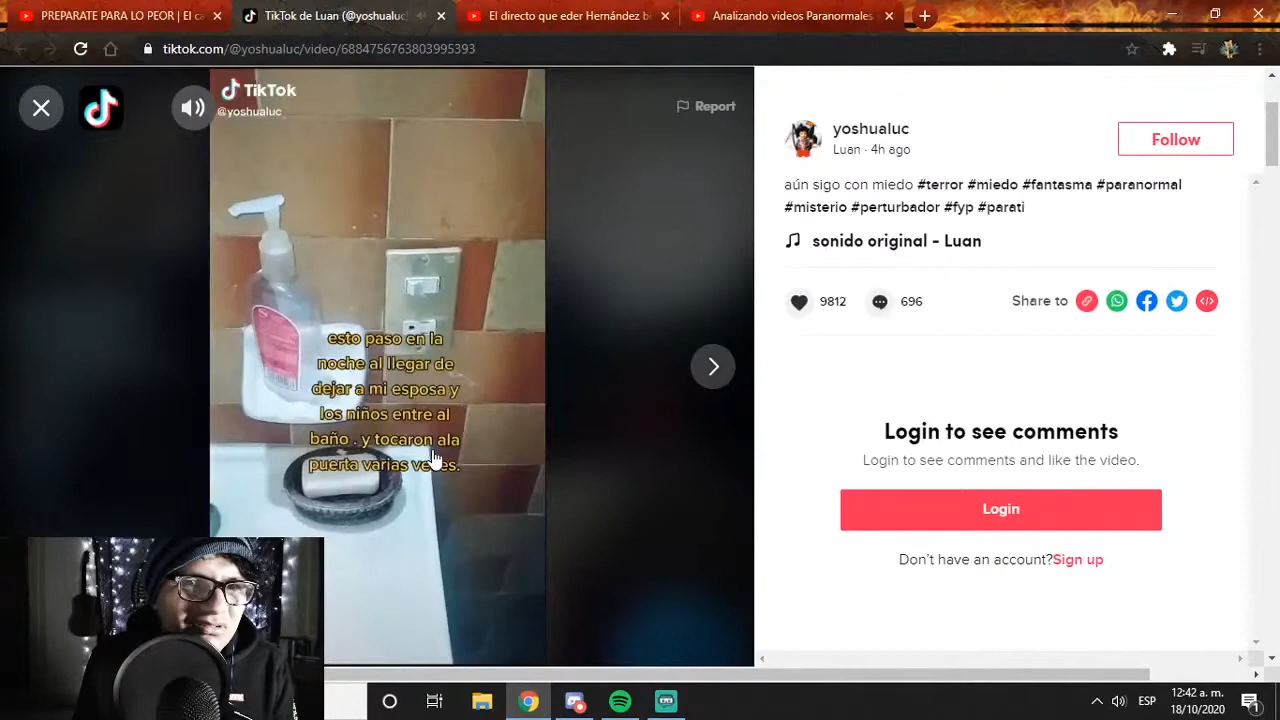 PREPARATE PARA LO PEOR | El ca
TikTok de Luan (@yoshualuc)
El directo que eder Hernández b
Analizando videos Paranormales
tiktok.com/@yoshualuc/video/6884756763803995393
TikTok
@yoshualuc
Report
esto paso en la
noche al llegar de
dejar a mi esposa y
los niños entre al
baño . y tocaron ala
puerta varias veces.
yoshualuc
Luan · 4h ago
Follow
aún sigo con miedo #terror #miedo #fantasma #paranormal
#misterio #perturbador #fyp #parati
sonido original - Luan
9812
696
Share to
Login to see comments
Login to see comments and like the video.
Login
Don't have an account?Sign up
ESP
12:42 a. m.
18/10/2020
1